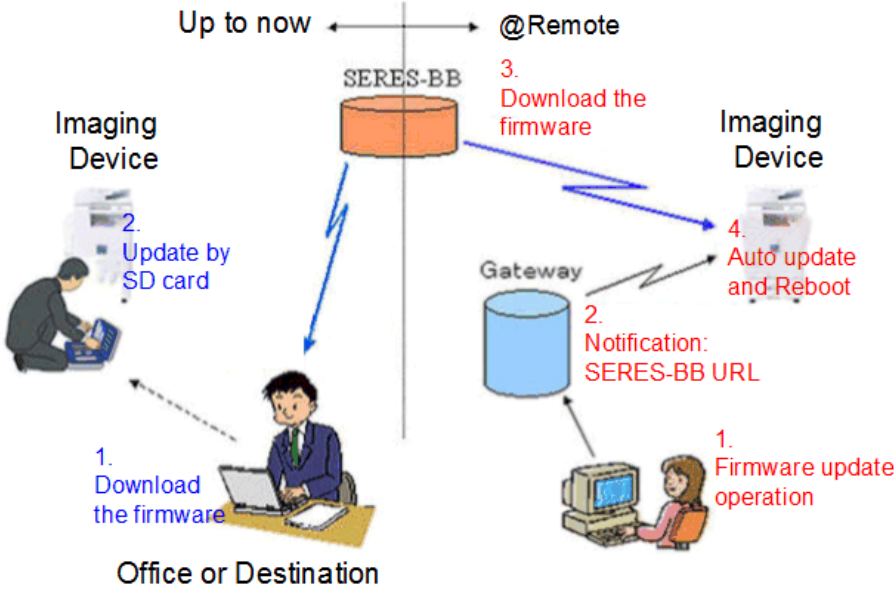 Up to now
@Remote
SERES-BB
3.
Download the
firmware
Imaging
Device
Imaging
Device
2.
Update by
SD card
4.
Auto update
and Reboot
Gateway
2.
Notification:
SERES-BB URL
1.
Download
the firmware
1.
Firmware update
operation
Office or Destination